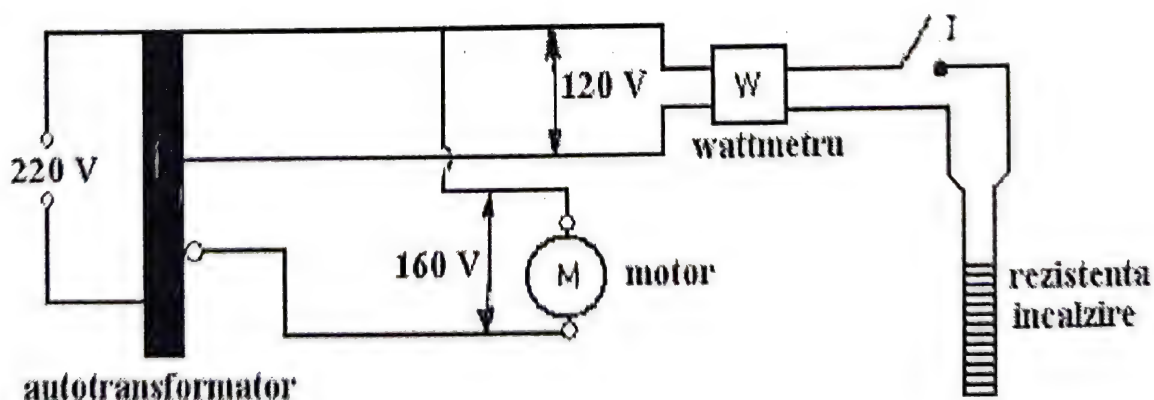 I
120 V
W
wattmetru
220 V
160 V
M
motor
rezistenta
incalzire
autotransformator